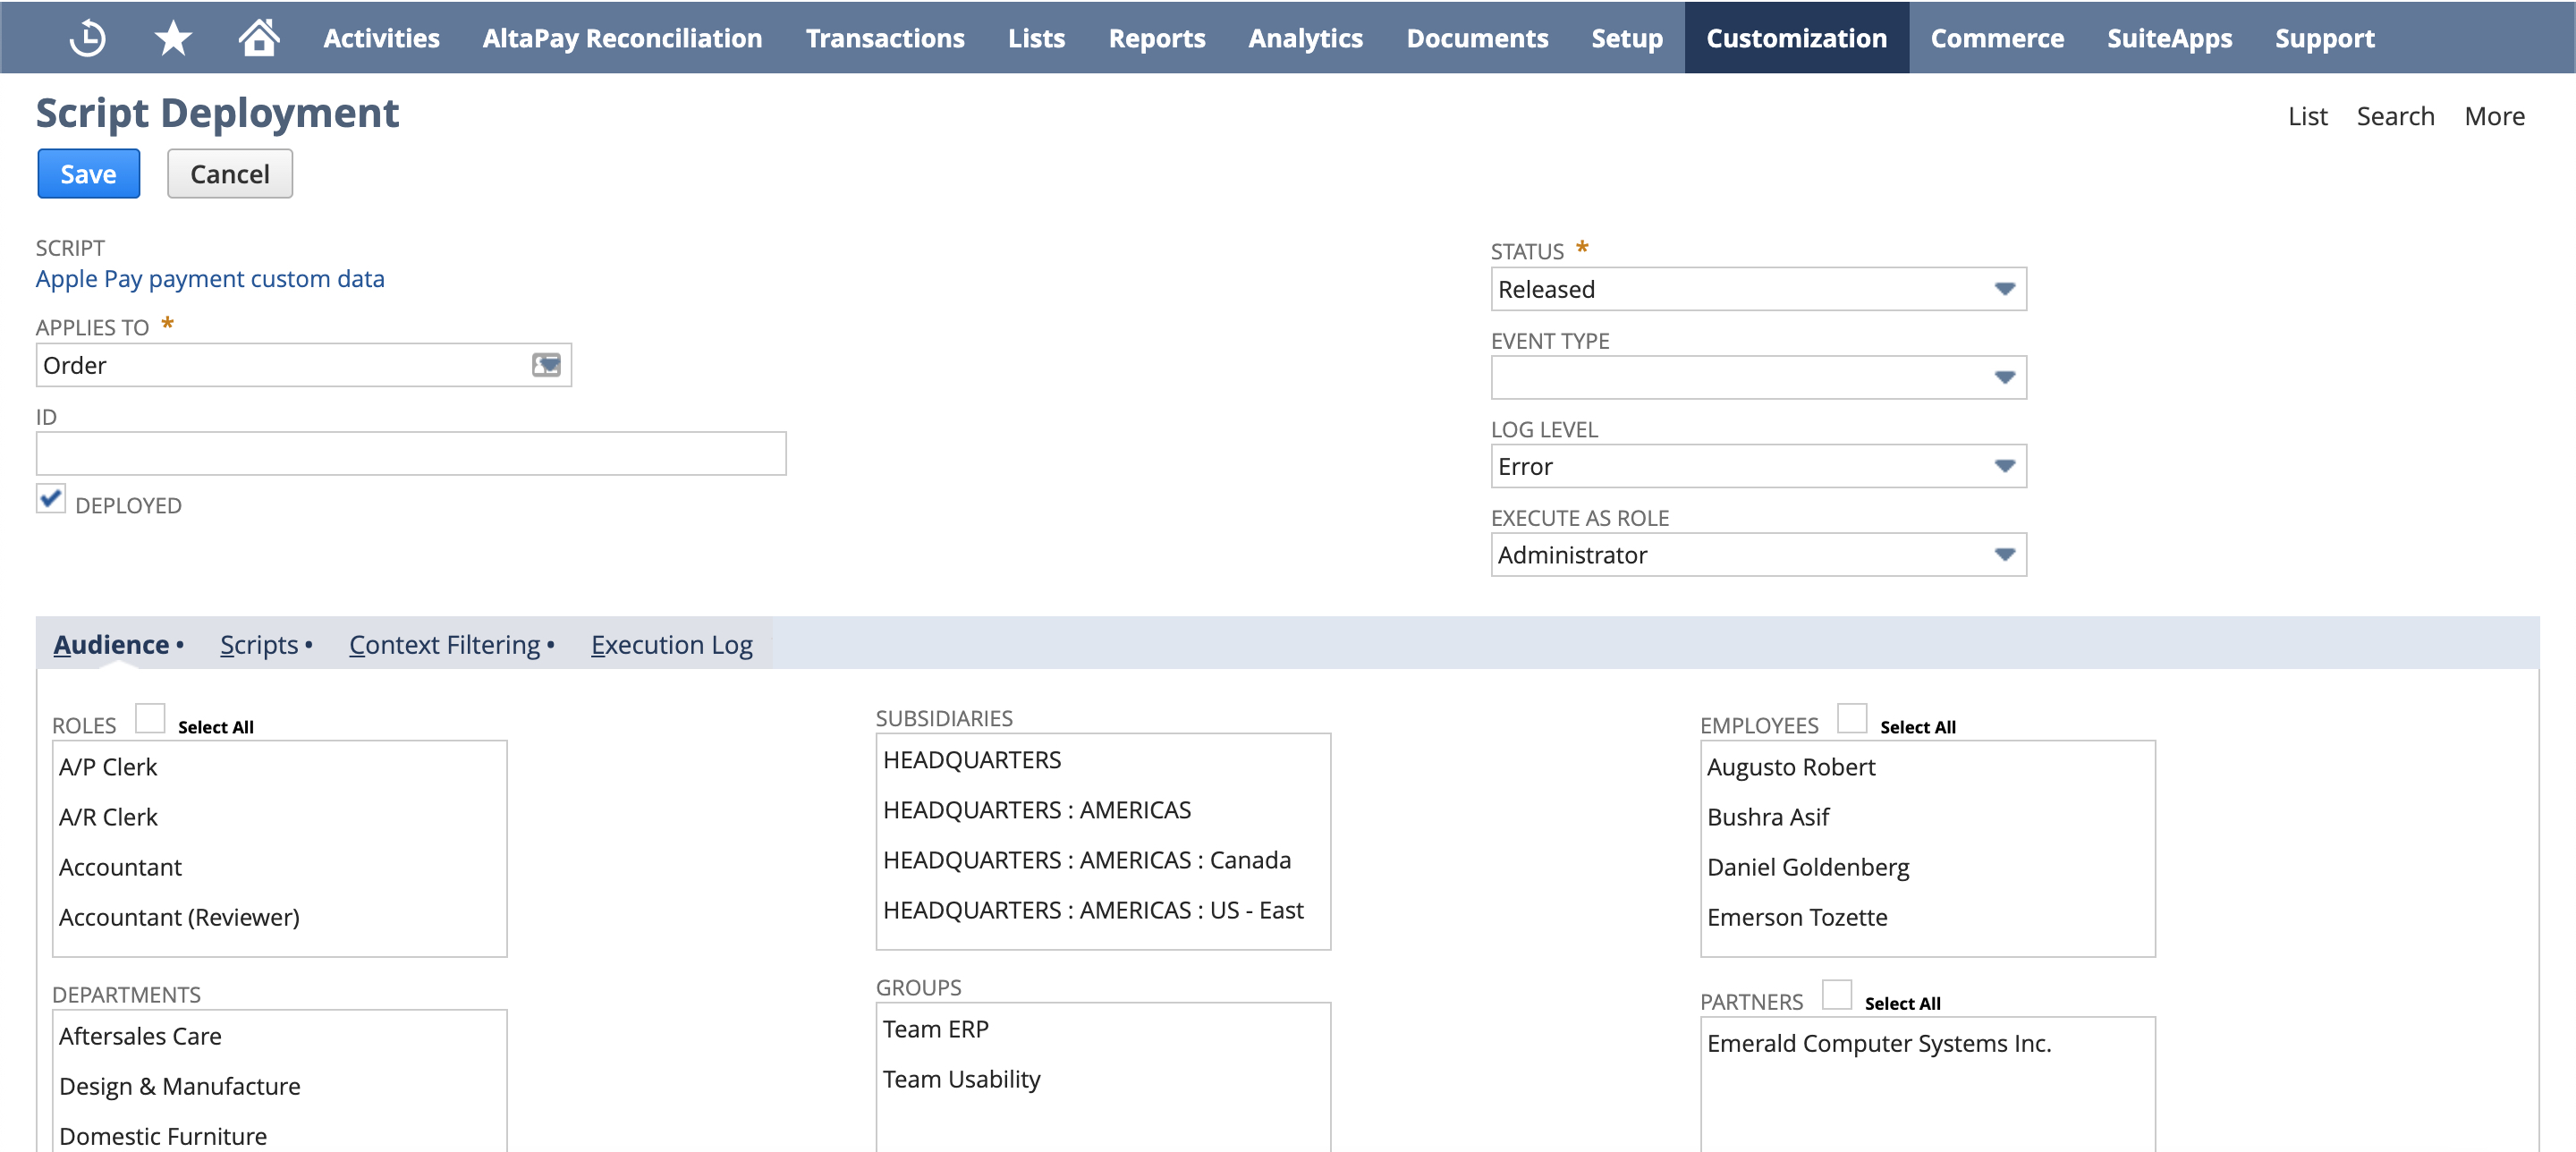 Activities AltaPay Reconciliation Transactions Lists Reports Analytics Documents Setup Customization Commerce SuiteApps Support
Script Deployment
List Search More
Save Cancel
SCRIPT
Apple Pay payment custom data
APPLIES TO *
Order
ID
DEPLOYED
STATUS *
Released
EVENT TYPE
LOG LEVEL
Error
EXECUTE AS ROLE
Administrator
Audience • Scripts • Context Filtering • Execution Log
ROLES Select All
A/P Clerk
A/R Clerk
Accountant
Accountant (Reviewer)
DEPARTMENTS
Aftersales Care
Design & Manufacture
Domestic Furniture
SUBSIDIARIES
HEADQUARTERS
HEADQUARTERS : AMERICAS
HEADQUARTERS : AMERICAS : Canada
HEADQUARTERS : AMERICAS : US - East
GROUPS
Team ERP
Team Usability
EMPLOYEES Select All
Augusto Robert
Bushra Asif
Daniel Goldenberg
Emerson Tozette
PARTNERS Select All
Emerald Computer Systems Inc.